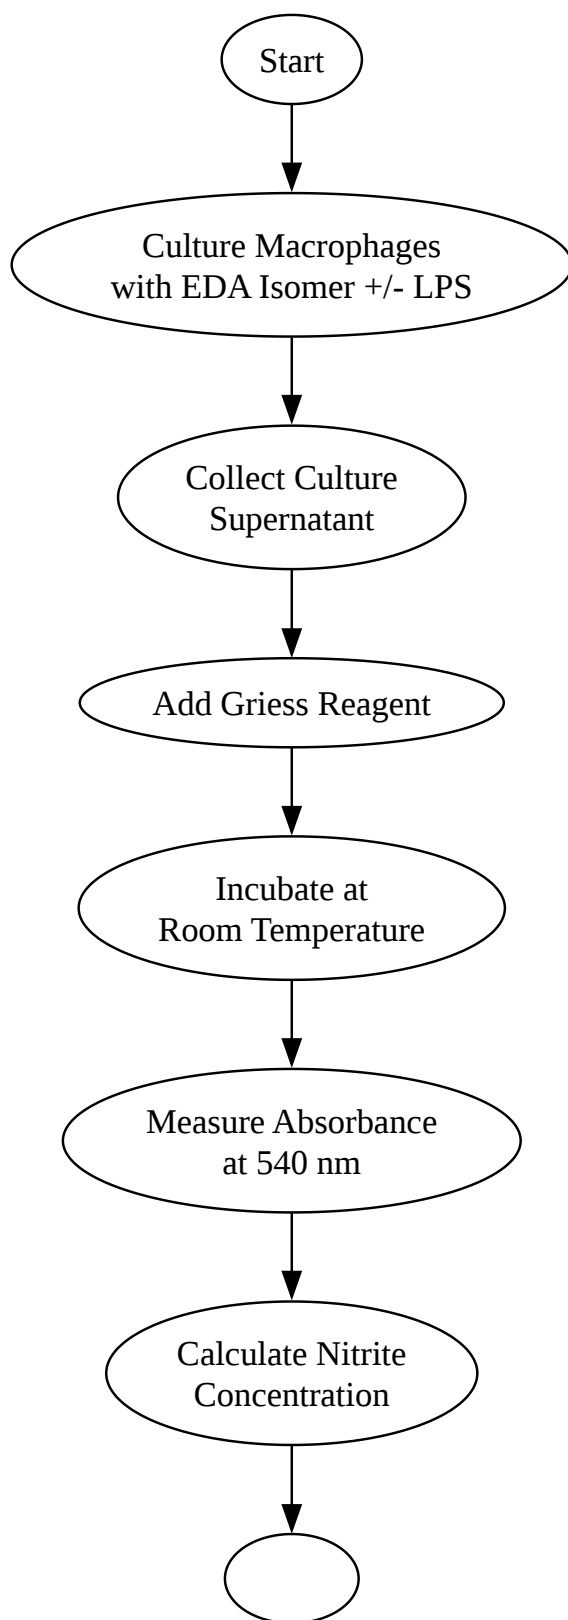 Start
Culture Macrophages
with EDA Isomer +/- LPS
Collect Culture
Supernatant
Add Griess Reagent
Incubate at
Room Temperature
Measure Absorbance
at 540 nm
Calculate Nitrite
Concentration